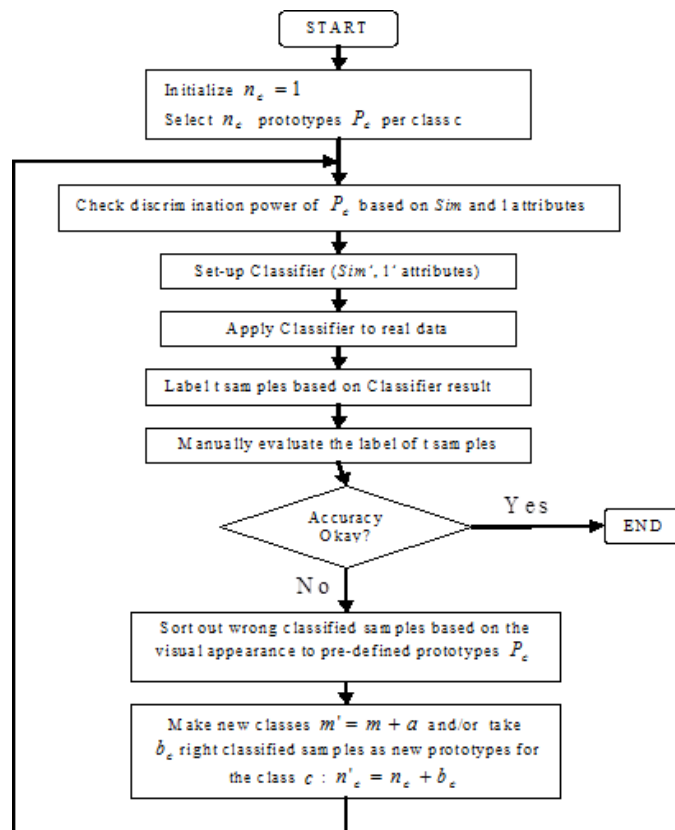 START
Initialize n_c = 1
Select n_c prototypes P_c per class c
Check discrimination power of P_c based on Sim and l attributes
Set-up Classifier (Sim', l' attributes)
Apply Classifier to real data
Label t samples based on Classifier result
Manually evaluate the label of t samples
Accuracy
Okay?
Yes
END
No
Sort out wrong classified samples based on the
visual appearance to pre-defined prototypes P_c
Make new classes m' = m + a and/or take
b_c right classified samples as new prototypes for
the class c : n'_c = n_c + b_c